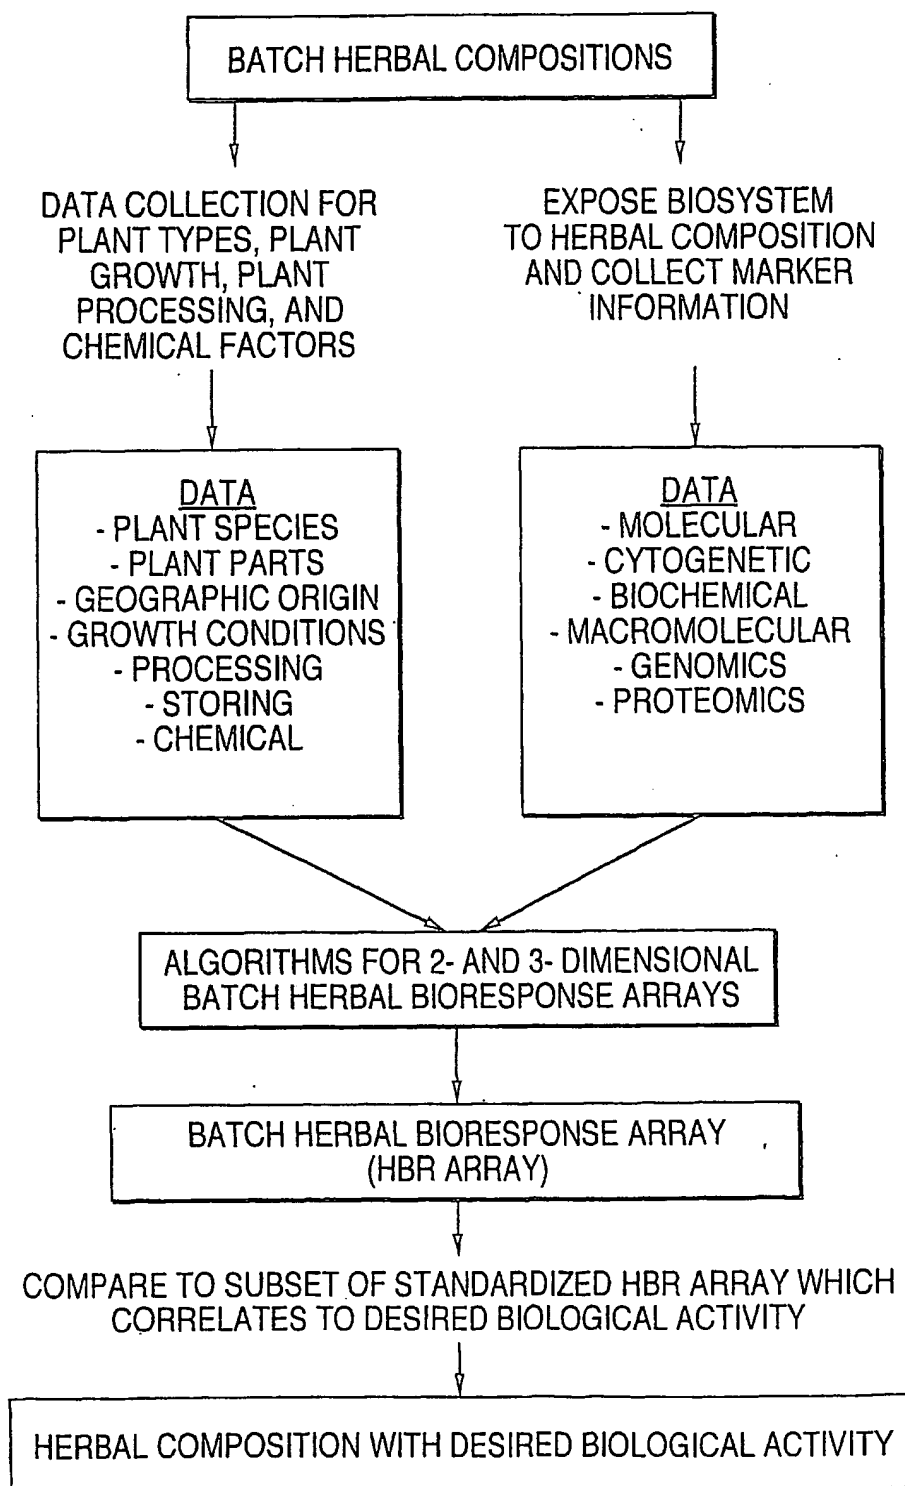 BATCH HERBAL COMPOSITIONS
DATA COLLECTION FOR
PLANT TYPES, PLANT
GROWTH, PLANT
PROCESSING, AND
CHEMICAL FACTORS
EXPOSE BIOSYSTEM
TO HERBAL COMPOSITION
AND COLLECT MARKER
INFORMATION
DATA
- PLANT SPECIES
- PLANT PARTS
- GEOGRAPHIC ORIGIN
- GROWTH CONDITIONS
- PROCESSING
- STORING
- CHEMICAL
DATA
- MOLECULAR
- CYTOGENETIC
- BIOCHEMICAL
- MACROMOLECULAR
- GENOMICS
- PROTEOMICS
ALGORITHMS FOR 2- AND 3- DIMENSIONAL
BATCH HERBAL BIORESPONSE ARRAYS
BATCH HERBAL BIORESPONSE ARRAY
(HBR ARRAY)
COMPARE TO SUBSET OF STANDARDIZED HBR ARRAY WHICH
CORRELATES TO DESIRED BIOLOGICAL ACTIVITY
HERBAL COMPOSITION WITH DESIRED BIOLOGICAL ACTIVITY